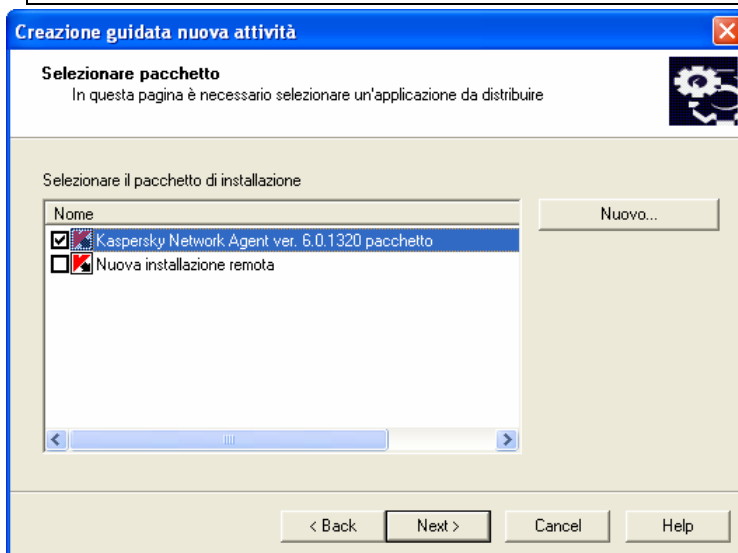 Creazione guidata nuova attività
Selezionare pacchetto
In questa pagina è necessario selezionare un'applicazione da distribuire
Selezionare il pacchetto di installazione
Nome
Nuovo...
Kaspersky Network Agent ver. 6.0.1320 pacchetto
Nuova installazione remota
< Back
Next >
Cancel
Help